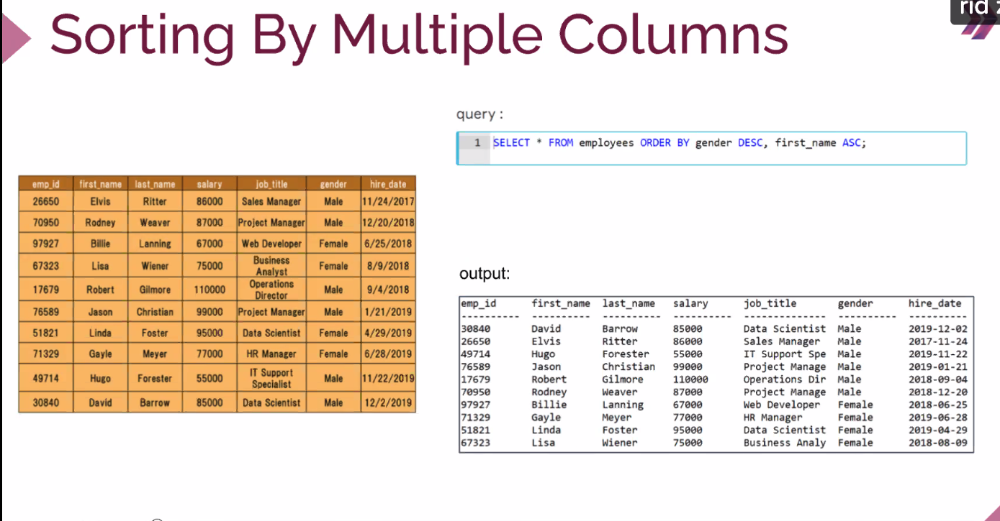 rid
Sorting By Multiple Columns
query :
1 SELECT * FROM employees ORDER BY gender DESC, first_name ASC;
emp_id first_name last_name salary job_title gender hire_date
26650 Elvis Ritter 86000 Sales Manager Male 11/24/2017
70950 Rodney Weaver 87000 Project Manager Male 12/20/2018
97927 Billie Lanning 67000 Web Developer Female 6/25/2018
67323 Lisa Wiener 75000 Business Analyst Female 8/9/2018
17679 Robert Gilmore 110000 Operations Director Male 9/4/2018
76589 Jason Christian 99000 Project Manager Male 1/21/2019
51821 Linda Foster 95000 Data Scientist Female 4/29/2019
71329 Gayle Meyer 77000 HR Manager Female 6/28/2019
49714 Hugo Forester 55000 IT Support Specialist Male 11/22/2019
30840 David Barrow 85000 Data Scientist Male 12/2/2019
output:
emp_id first_name last_name salary job_title gender hire_date
---------- ---------- ---------- ---------- -------------- ---------- ----------
30840 David Barrow 85000 Data Scientist Male 2019-12-02
26650 Elvis Ritter 86000 Sales Manager Male 2017-11-24
49714 Hugo Forester 55000 IT Support Spe Male 2019-11-22
76589 Jason Christian 99000 Project Manage Male 2019-01-21
17679 Robert Gilmore 110000 Operations Dir Male 2018-09-04
70950 Rodney Weaver 87000 Project Manage Male 2018-12-20
97927 Billie Lanning 67000 Web Developer Female 2018-06-25
71329 Gayle Meyer 77000 HR Manager Female 2019-06-28
51821 Linda Foster 95000 Data Scientist Female 2019-04-29
67323 Lisa Wiener 75000 Business Analy Female 2018-08-09